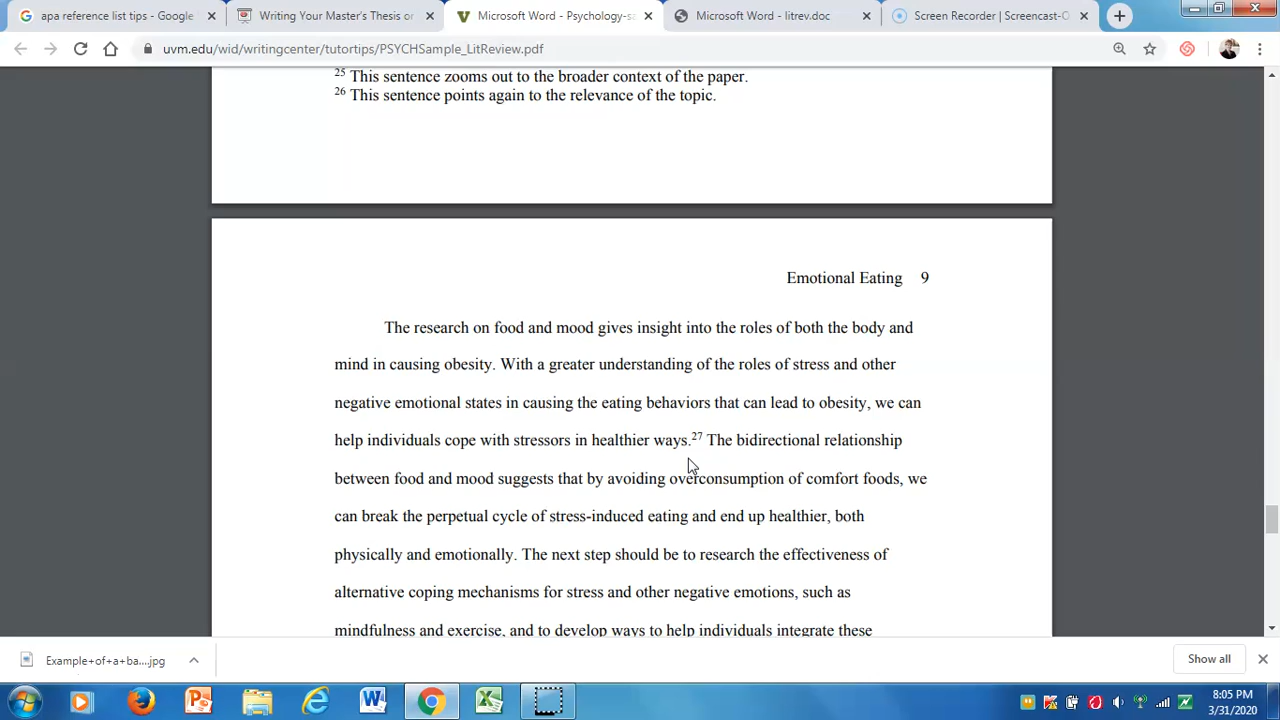 apa reference list tips - Google
Writing Your Master's Thesis or
Microsoft Word - Psychology-sa
Microsoft Word - litrev.doc
Screen Recorder | Screencast-O
uvm.edu/wid/writingcenter/tutortips/PSYCHSample_LitReview.pdf
25 This sentence zooms out to the broader context of the paper.
26 This sentence points again to the relevance of the topic.
Emotional Eating 9
The research on food and mood gives insight into the roles of both the body and
mind in causing obesity. With a greater understanding of the roles of stress and other
negative emotional states in causing the eating behaviors that can lead to obesity, we can
help individuals cope with stressors in healthier ways.27 The bidirectional relationship
between food and mood suggests that by avoiding overconsumption of comfort foods, we
can break the perpetual cycle of stress-induced eating and end up healthier, both
physically and emotionally. The next step should be to research the effectiveness of
alternative coping mechanisms for stress and other negative emotions, such as
mindfulness and exercise, and to develop ways to help individuals integrate these
Example+of+a+ba....jpg
Show all
8:05 PM
3/31/2020